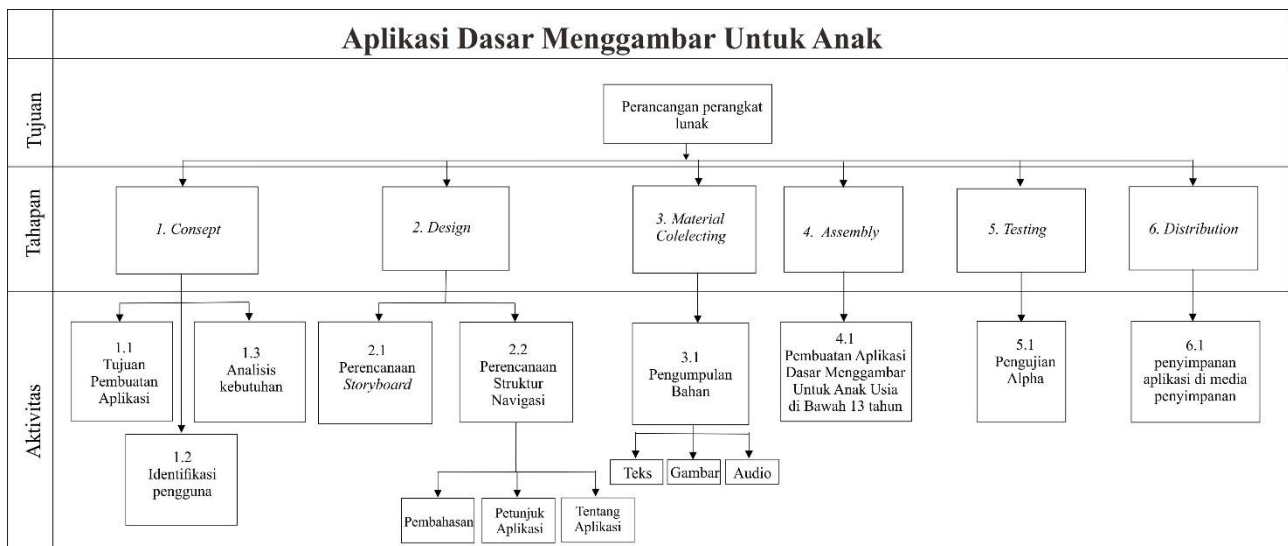 Aplikasi Dasar Menggambar Untuk Anak
Tujuan
Perancangan perangkat
lunak
Tahapan
1. Consept
2. Design
3. Material
Colelecting
4. Assembly
5. Testing
6. Distribution
Aktivitas
1.1
Tujuan
Pembuatan
Aplikasi
1.2
Identifikasi
pengguna
1.3
Analisis
kebutuhan
2.1
Perencanaan
Storyboard
2.2
Perencanaan
Struktur
Navigasi
Pembahasan
Petunjuk
Aplikasi
Tentang
Aplikasi
3.1
Pengumpulan
Bahan
Teks
Gambar
Audio
4.1
Pembuatan Aplikasi
Dasar Menggambar
Untuk Anak Usia
di Bawah 13 tahun
5.1
Pengujian
Alpha
6.1
penyimpanan
aplikasi di media
penyimpanan